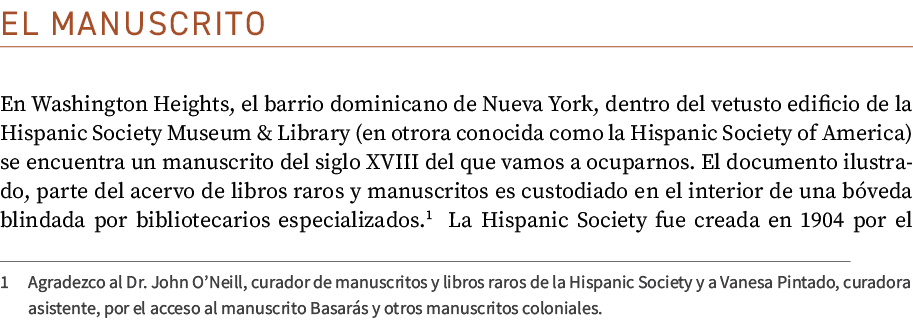 EL MANUSCRITO
En Washington Heights, el barrio dominicano de Nueva York, dentro del vetusto edificio de la
Hispanic Society Museum & Library (en otrora conocida como la Hispanic Society of America)
se encuentra un manuscrito del siglo XVIII del que vamos a ocuparnos. El documento ilustra-
do, parte del acervo de libros raros y manuscritos es custodiado en el interior de una bóveda
blindada por bibliotecarios especializados.1 La Hispanic Society fue creada en 1904 por el
1 Agradezco al Dr. John O’Neill, curador de manuscritos y libros raros de la Hispanic Society y a Vanesa Pintado, curadora
asistente, por el acceso al manuscrito Basarás y otros manuscritos coloniales.